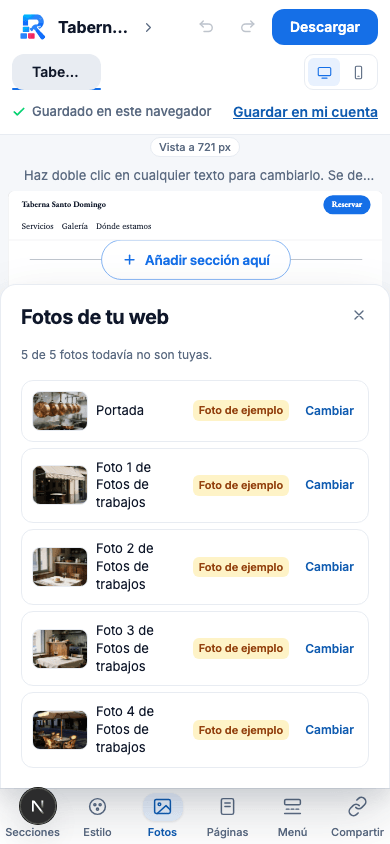 Tabern...
Descargar
Tabe...
Guardado en este navegador
Guardar en mi cuenta
Vista a 721 px
Haz doble clic en cualquier texto para cambiarlo. Se de...
Taberna Santo Domingo
Reservar
Servicios Galería Dónde estamos
Añadir sección aquí
Fotos de tu web
5 de 5 fotos todavía no son tuyas.
Portada
Foto de ejemplo
Cambiar
Foto 1 de
Fotos de
trabajos
Foto de ejemplo
Cambiar
Foto 2 de
Fotos de
trabajos
Foto de ejemplo
Cambiar
Foto 3 de
Fotos de
trabajos
Foto de ejemplo
Cambiar
Foto 4 de
Fotos de
trabajos
Foto de ejemplo
Cambiar
N
Secciones
Estilo
Fotos
Páginas
Menú
Compartir